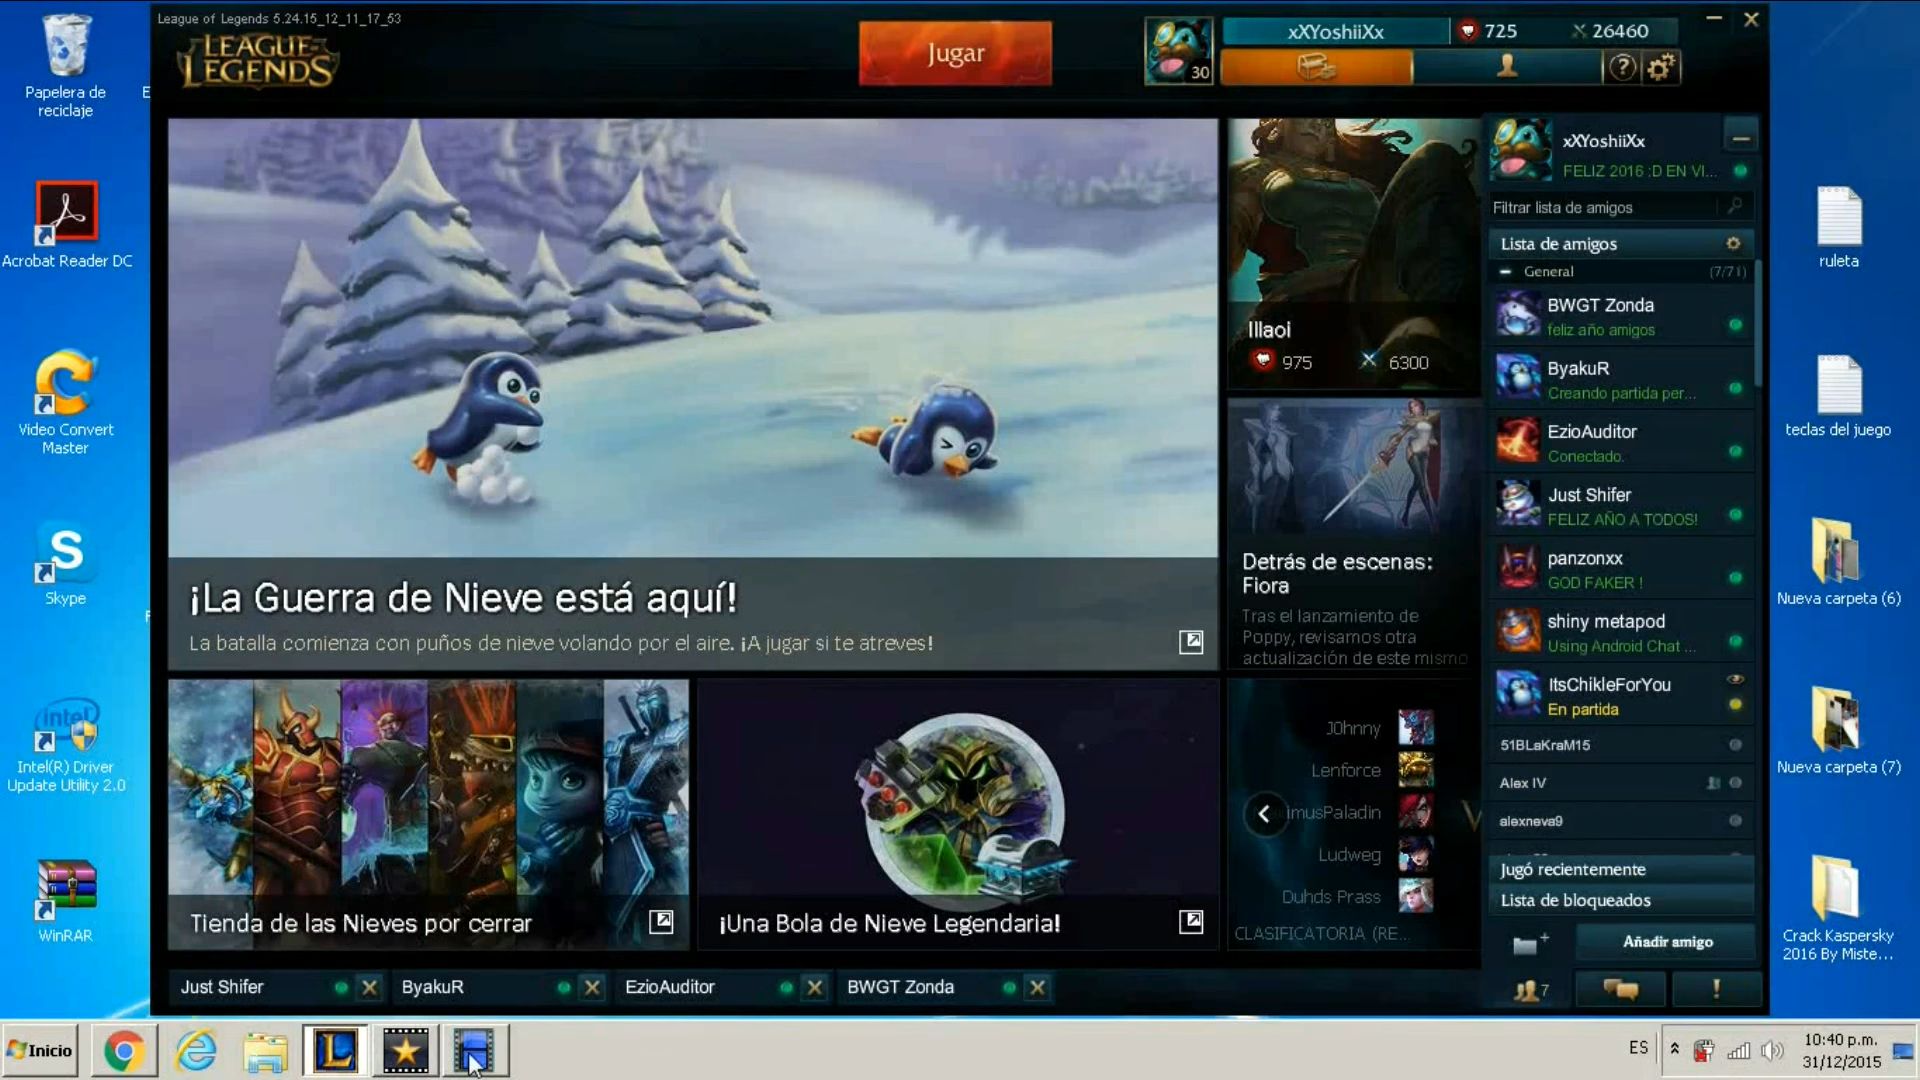 League of Legends 5.24.15_12_11_17_53
LEAGUE OF
LEGENDS
Jugar
30
xXYoshiiXx
725
26460
?
Papelera de
reciclaje
Acrobat Reader DC
Video Convert
Master
Skype
Intel(R) Driver
Update Utility 2.0
WinRAR
¡La Guerra de Nieve está aquí!
La batalla comienza con puños de nieve volando por el aire. ¡A jugar si te atreves!
Tienda de las Nieves por cerrar
¡Una Bola de Nieve Legendaria!
Illaoi
975
6300
Detrás de escenas:
Fiora
Tras el lanzamiento de
Poppy, revisamos otra
actualización de este mismo
J0hnny
Lenforce
imusPaladin
Ludweg
Duhds Prass
CLASIFICATORIA (RE...
xXYoshiiXx
FELIZ 2016 :D EN VI...
Filtrar lista de amigos
Lista de amigos
General (7/71)
BWGT Zonda
feliz año amigos
ByakuR
Creando partida per...
EzioAuditor
Conectado.
Just Shifer
FELIZ AÑO A TODOS!
panzonxx
GOD FAKER !
shiny metapod
Using Android Chat ...
ItsChikleForYou
En partida
51BLaKraM15
Alex IV
alexneva9
Jugó recientemente
Lista de bloqueados
Añadir amigo
7
!
Just Shifer
ByakuR
EzioAuditor
BWGT Zonda
ruleta
teclas del juego
Nueva carpeta (6)
Nueva carpeta (7)
Crack Kaspersky
2016 By Miste...
Inicio
ES
10:40 p.m.
31/12/2015